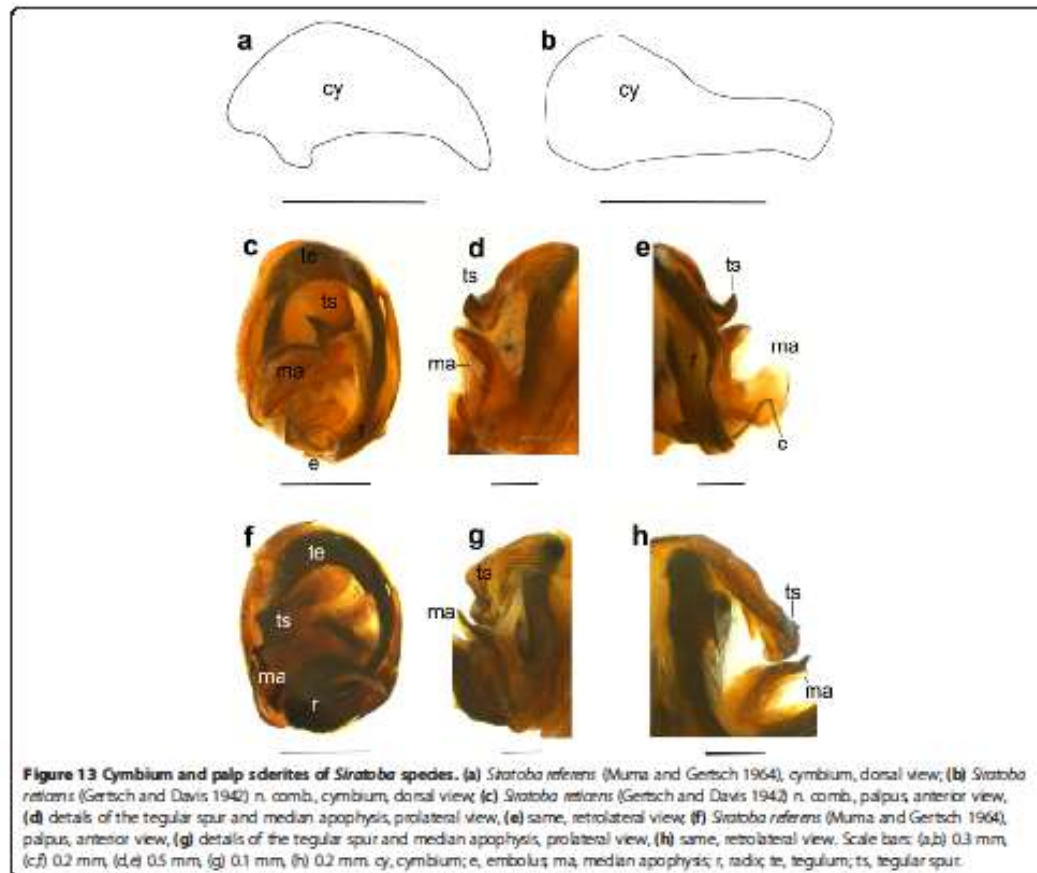 a
b
cy
cy
c
d
e
te
ts
ts
ts
ma
ma
ma
r
r
e
c
f
g
h
te
ts
ts
ts
ma
ma
ma
r
Figure 13 Cymbium and palp sclerites of Siratoba species. (a) Siratoba referens (Muma and Gertsch 1964), cymbium, dorsal view; (b) Siratoba
reticens (Gertsch and Davis 1942) n. comb., cymbium, dorsal view; (c) Siratoba reticens (Gertsch and Davis 1942) n. comb., palpus, anterior view,
(d) details of the tegular spur and median apophysis, prolateral view, (e) same, retrolateral view; (f) Siratoba referens (Muma and Gertsch 1964),
palpus, anterior view, (g) details of the tegular spur and median apophysis, prolateral view, (h) same, retrolateral view. Scale bars: (a,b) 0.3 mm,
(c,f) 0.2 mm, (d,e) 0.5 mm, (g) 0.1 mm, (h) 0.2 mm. cy, cymbium; e, embolus; ma, median apophysis; r, radix; te, tegulum; ts, tegular spur.